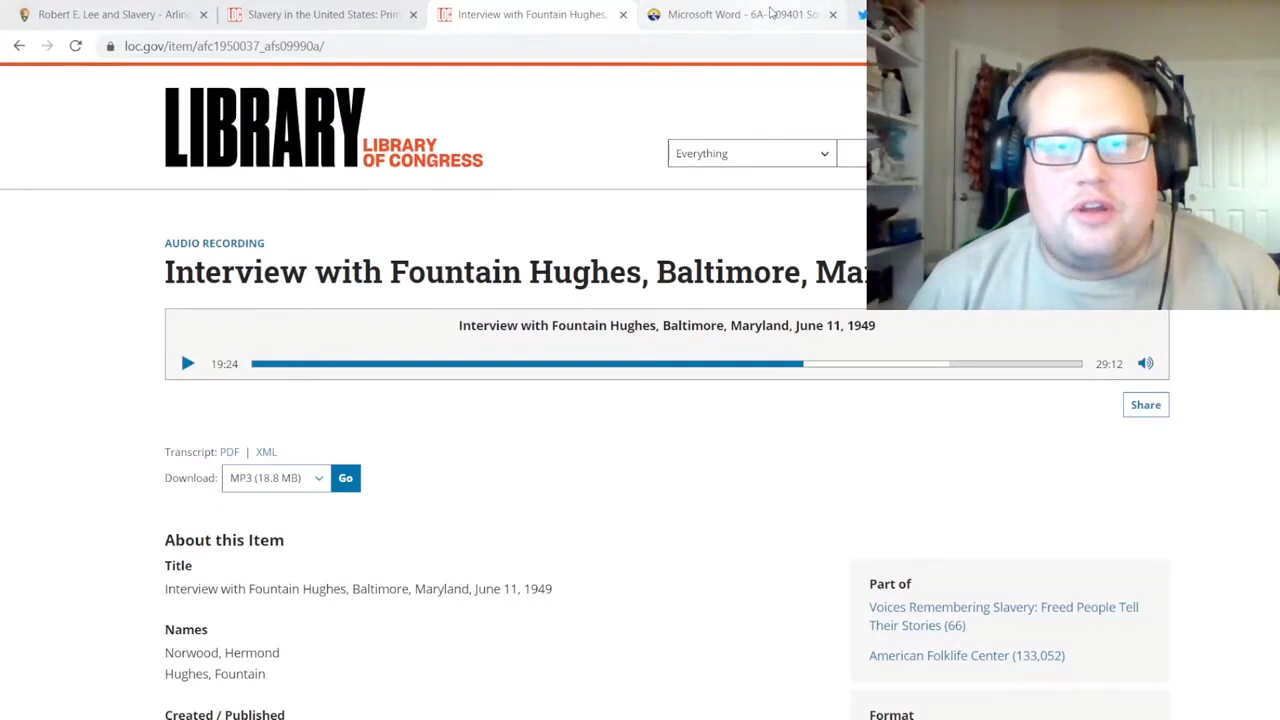 Robert E. Lee and Slavery - Arling
Slavery in the United States: Prim
Interview with Fountain Hughes,
Microsoft Word - 6A- 09401 So
loc.gov/item/afc1950037_afs09990a/
LIBRARY
LIBRARY
OF CONGRESS
Everything
AUDIO RECORDING
Interview with Fountain Hughes, Baltimore, Ma
Interview with Fountain Hughes, Baltimore, Maryland, June 11, 1949
19:24
29:12
Share
Transcript: PDF | XML
Download: MP3 (18.8 MB) Go
About this Item
Title
Interview with Fountain Hughes, Baltimore, Maryland, June 11, 1949
Names
Norwood, Hermond
Hughes, Fountain
Created / Published
Part of
Voices Remembering Slavery: Freed People Tell
Their Stories (66)
American Folklife Center (133,052)
Format